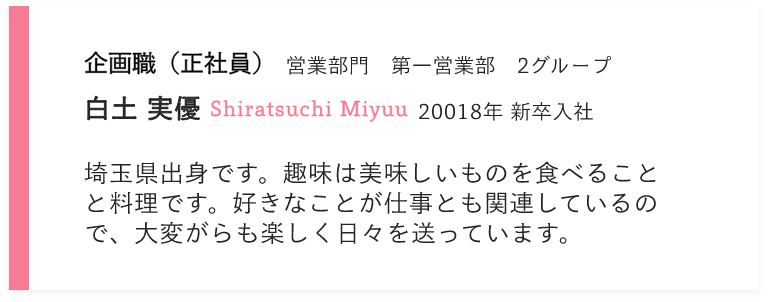 企画職（正社員） 営業部門　第一営業部　2グループ
白土 実優 Shiratsuchi Miyuu 20018年 新卒入社
埼玉県出身です。趣味は美味しいものを食べること
と料理です。好きなことが仕事とも関連しているの
で、大変がらも楽しく日々を送っています。